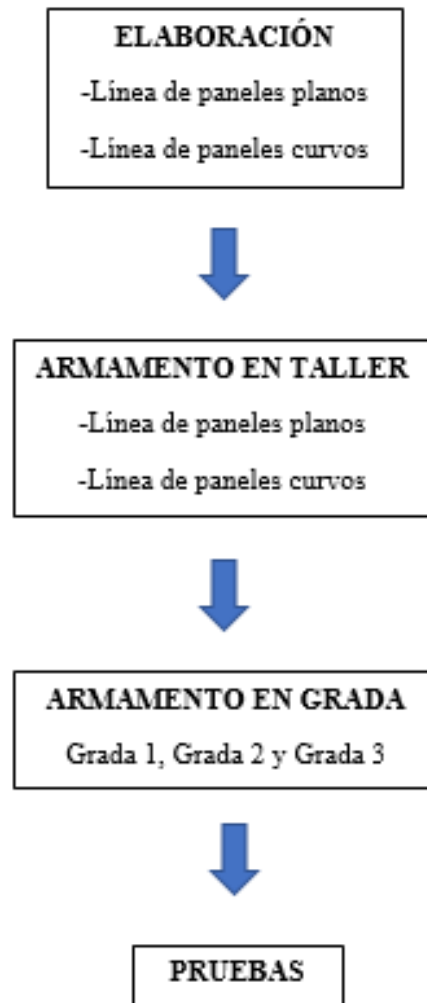 ELABORACIÓN
-Línea de paneles planos
-Línea de paneles curvos
ARMAMENTO EN TALLER
-Línea de paneles planos
-Línea de paneles curvos
ARMAMENTO EN GRADA
Grada 1, Grada 2 y Grada 3
PRUEBAS